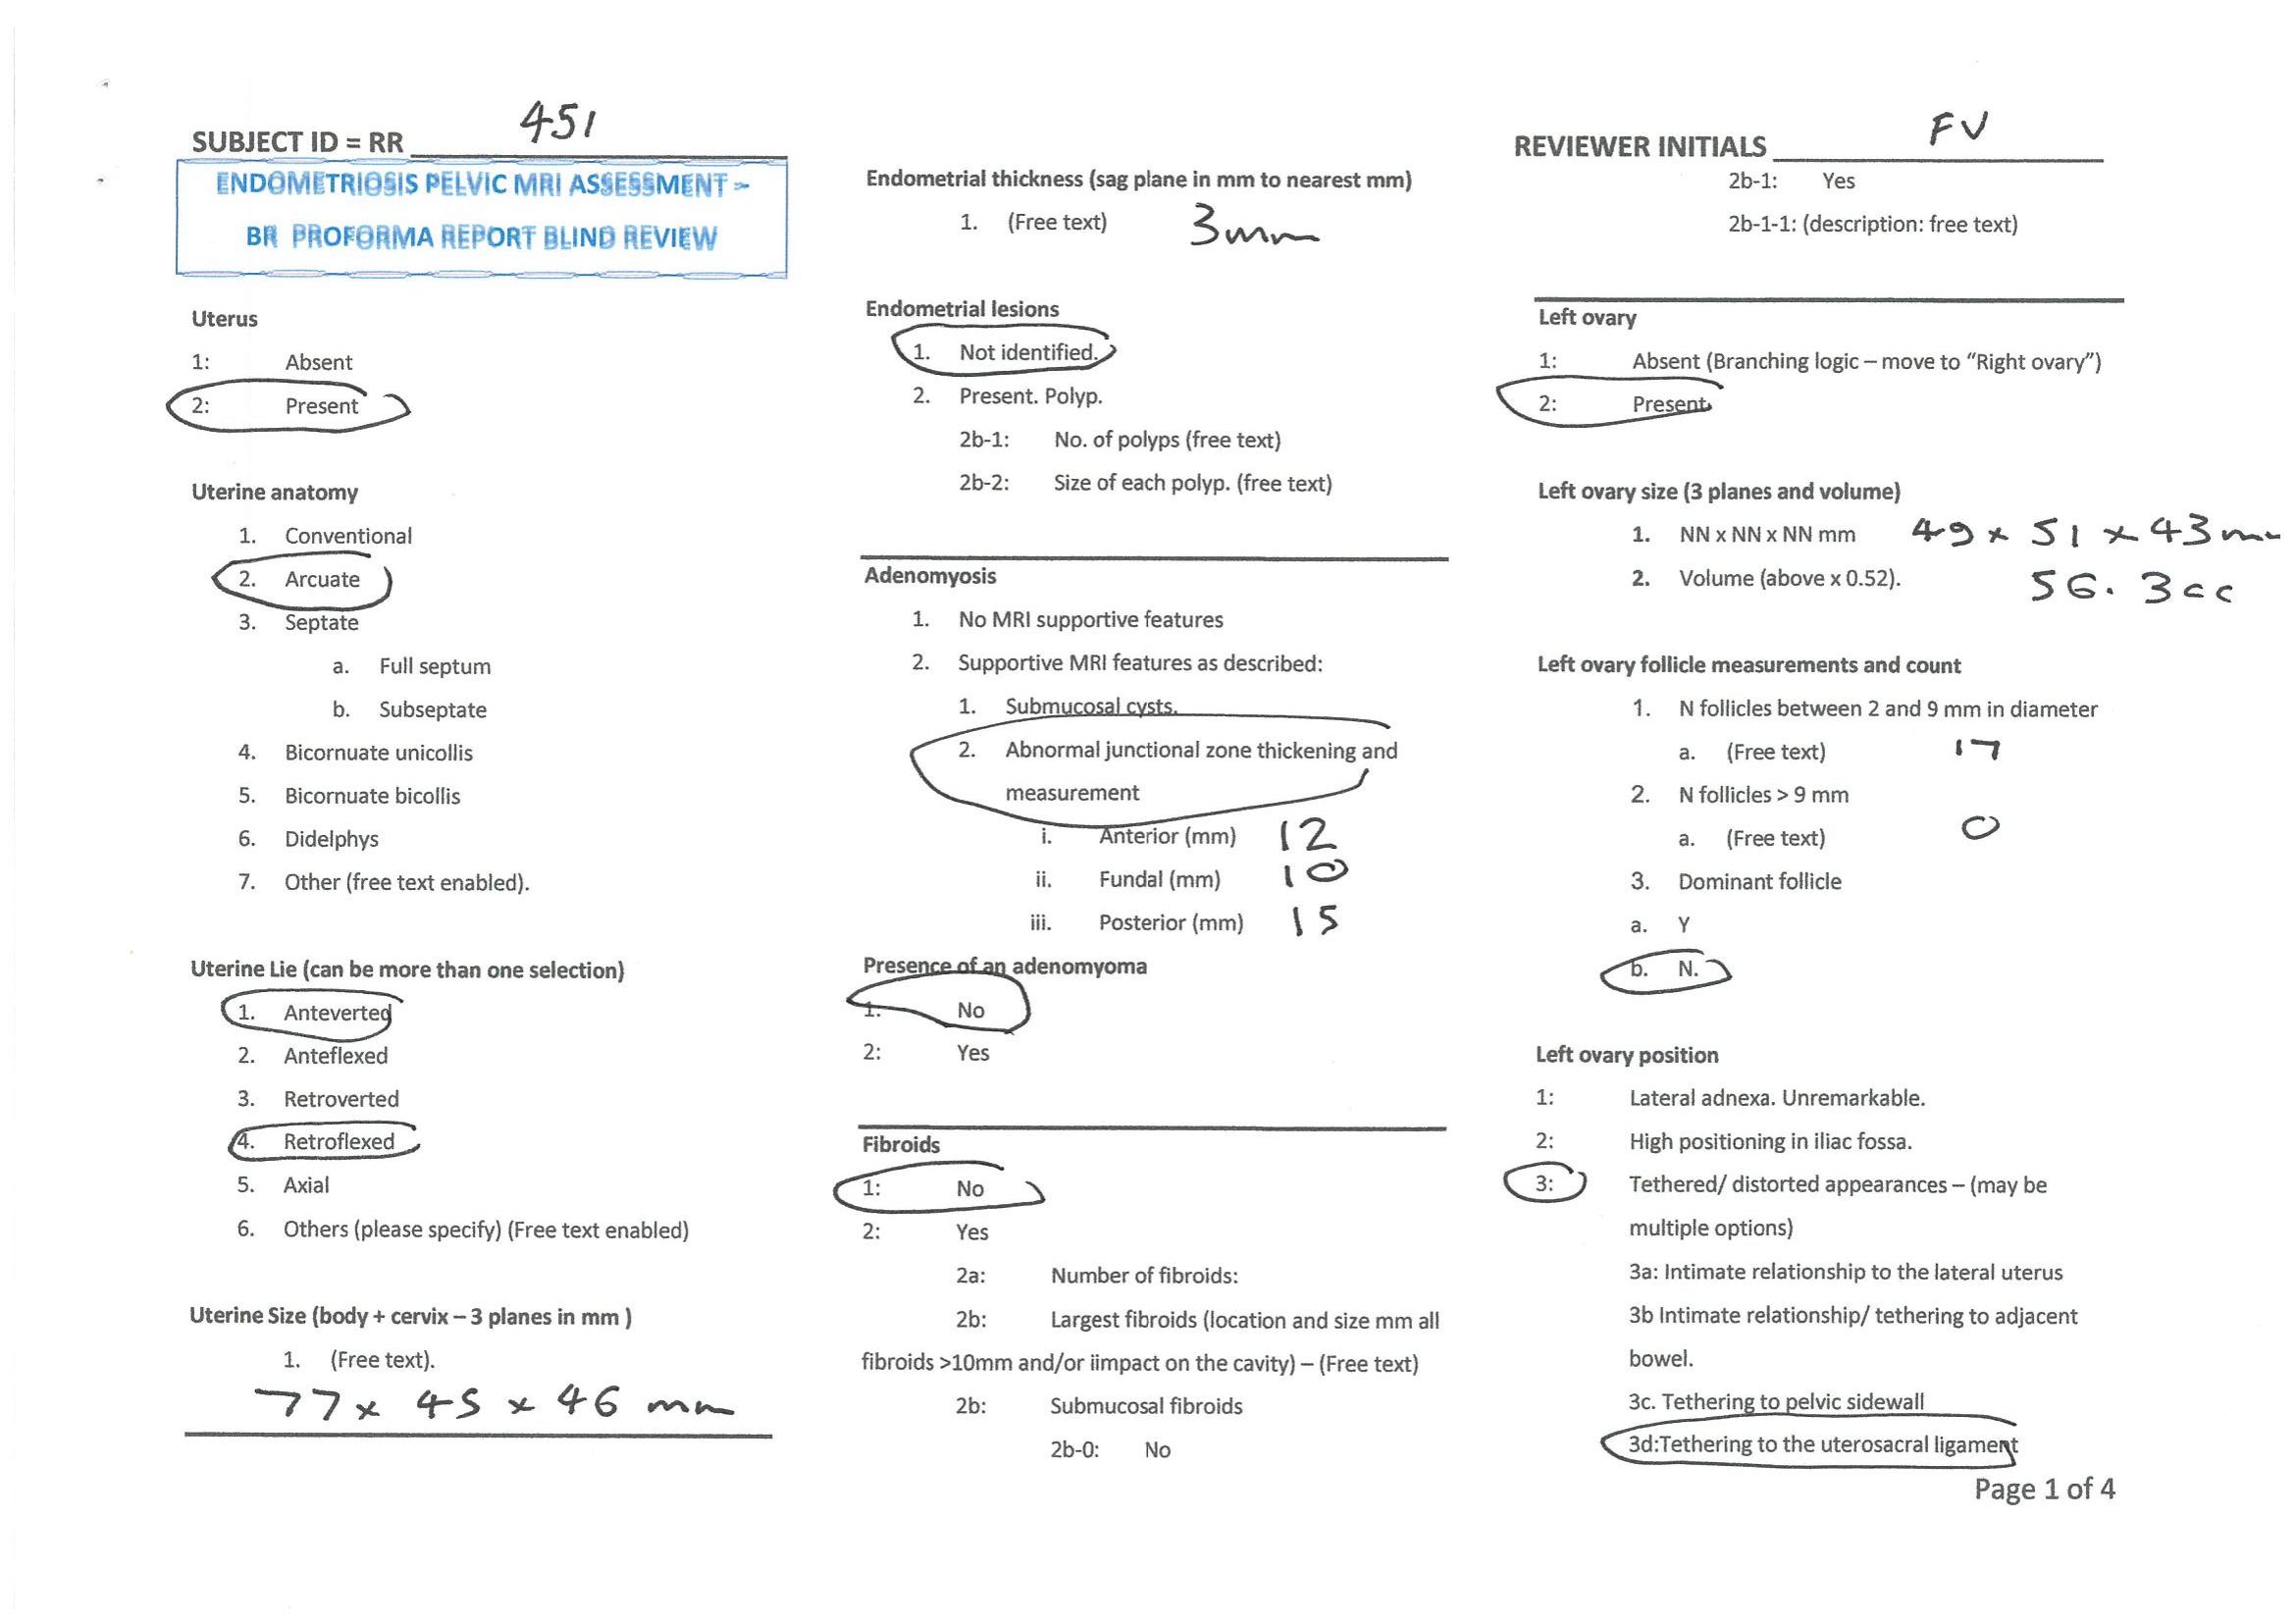 SUBJECT ID = RR 451
ENDOMETRIOSIS PELVIC MRI ASSESSMENT –
BR PROFORMA REPORT BLIND REVIEW
Uterus
1: Absent
2: Present
Uterine anatomy
1. Conventional
2. Arcuate
3. Septate
a. Full septum
b. Subseptate
4. Bicornuate unicollis
5. Bicornuate bicollis
6. Didelphys
7. Other (free text enabled).
Uterine Lie (can be more than one selection)
1. Anteverted
2. Anteflexed
3. Retroverted
4. Retroflexed
5. Axial
6. Others (please specify) (Free text enabled)
Uterine Size (body + cervix – 3 planes in mm )
1. (Free text).
77 x 45 x 46 mm
Endometrial thickness (sag plane in mm to nearest mm)
1. (Free text) 3mm
Endometrial lesions
1. Not identified.
2. Present. Polyp.
2b-1: No. of polyps (free text)
2b-2: Size of each polyp. (free text)
Adenomyosis
1. No MRI supportive features
2. Supportive MRI features as described:
1. Submucosal cysts.
2. Abnormal junctional zone thickening and
measurement
i. Anterior (mm) 12
ii. Fundal (mm) 10
iii. Posterior (mm) 15
Presence of an adenomyoma
1: No
2: Yes
Fibroids
1: No
2: Yes
2a: Number of fibroids:
2b: Largest fibroids (location and size mm all
fibroids >10mm and/or iimpact on the cavity) – (Free text)
2b: Submucosal fibroids
2b-0: No
REVIEWER INITIALS FV
2b-1: Yes
2b-1-1: (description: free text)
Left ovary
1: Absent (Branching logic – move to “Right ovary”)
2: Present
Left ovary size (3 planes and volume)
1. NN x NN x NN mm 49 x 51 x 43 mm
2. Volume (above x 0.52). 56.3cc
Left ovary follicle measurements and count
1. N follicles between 2 and 9 mm in diameter
a. (Free text) 17
2. N follicles > 9 mm
a. (Free text) 0
3. Dominant follicle
a. Y
b. N.
Left ovary position
1: Lateral adnexa. Unremarkable.
2: High positioning in iliac fossa.
3: Tethered/ distorted appearances – (may be
multiple options)
3a: Intimate relationship to the lateral uterus
3b Intimate relationship/ tethering to adjacent
bowel.
3c. Tethering to pelvic sidewall
3d:Tethering to the uterosacral ligament
Page 1 of 4